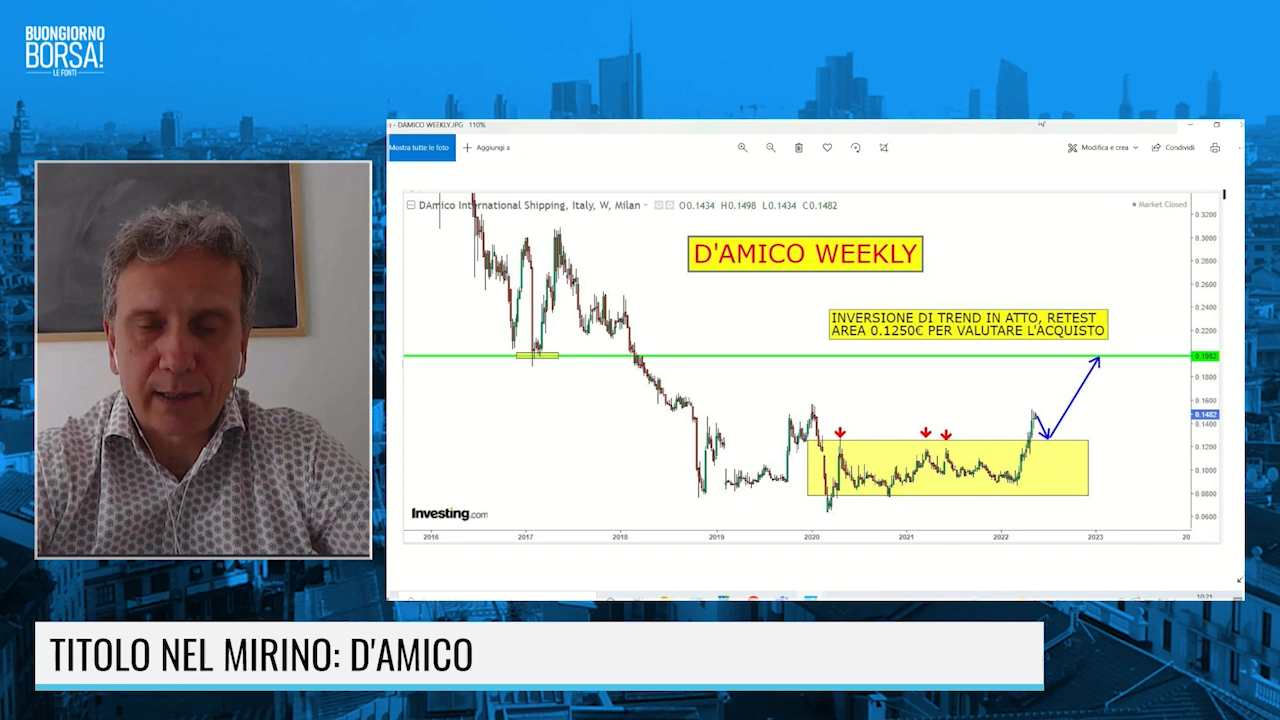 BUONGIORNO
BORSA!
LE FONTI
DAMICO WEEKLY.JPG 110%
Mostra tutte le foto
Aggiungi a
Modifica e crea
Condividi
DAmico International Shipping, Italy, W, Milan
O0.1434 H0.1498 L0.1434 C0.1482
Market Closed
D'AMICO WEEKLY
INVERSIONE DI TREND IN ATTO, RETEST
AREA 0.1250€ PER VALUTARE L'ACQUISTO
0.3200
0.3000
0.2800
0.2600
0.2400
0.2200
0.1982
0.1800
0.1600
0.1482
0.1400
0.1200
0.1000
0.0800
0.0600
Investing.com
2016
2017
2018
2019
2020
2021
2022
2023
20
10:21
TITOLO NEL MIRINO: D'AMICO